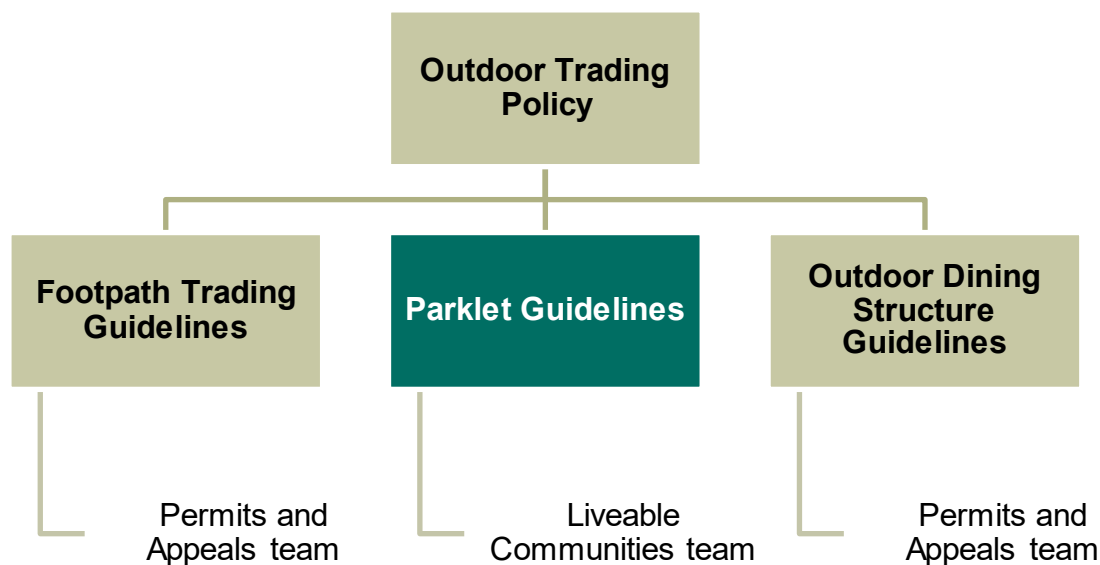 Outdoor Trading
Policy
Footpath Trading
Guidelines
Parklet Guidelines
Outdoor Dining
Structure
Guidelines
Permits and
Appeals team
Liveable
Communities team
Permits and
Appeals team